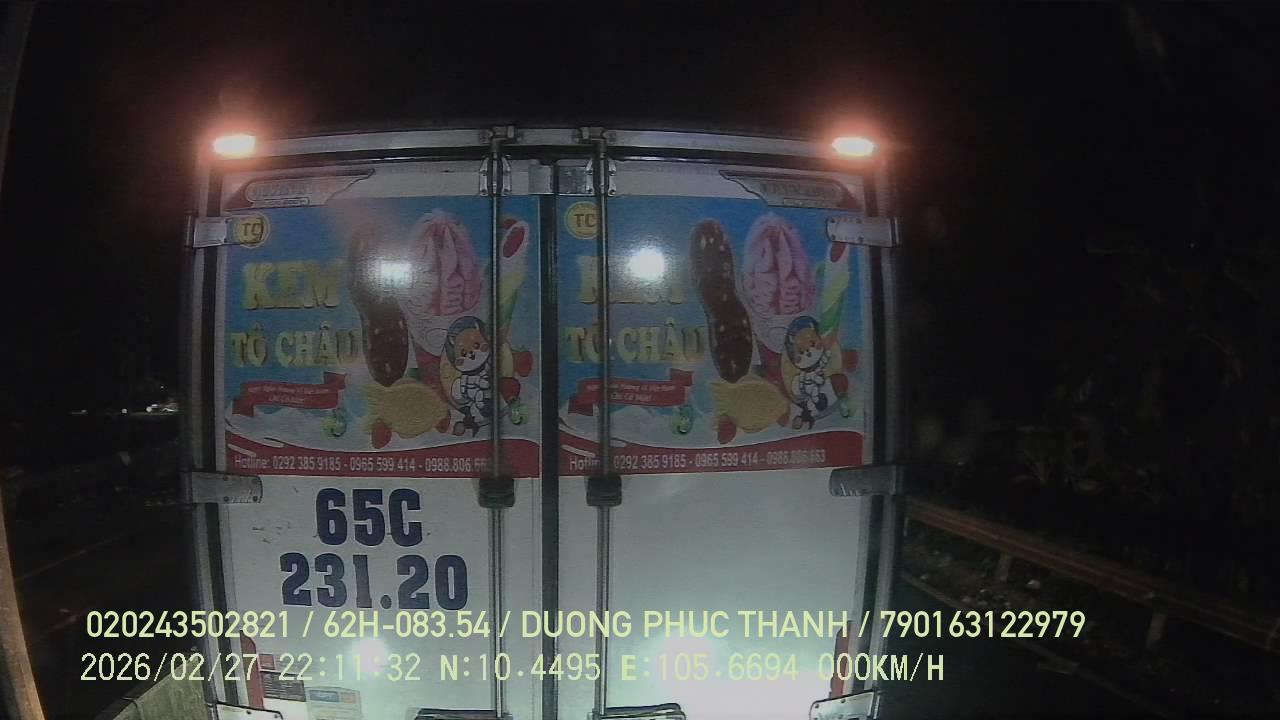 TC
KEM
TÔ CHÂU
Hotline: 0292 385 9185 - 0965 599 414 - 0988.806.663
TC
KEM
TÔ CHÂU
Hotline: 0292 385 9185 - 0965 599 414 - 0988.806.663
65C
231.20
020243502821 / 62H-083.54 / DUONG PHUC THANH / 790163122979
2026/02/27 22:11:32 N:10.4495 E:105.6694 000KM/H